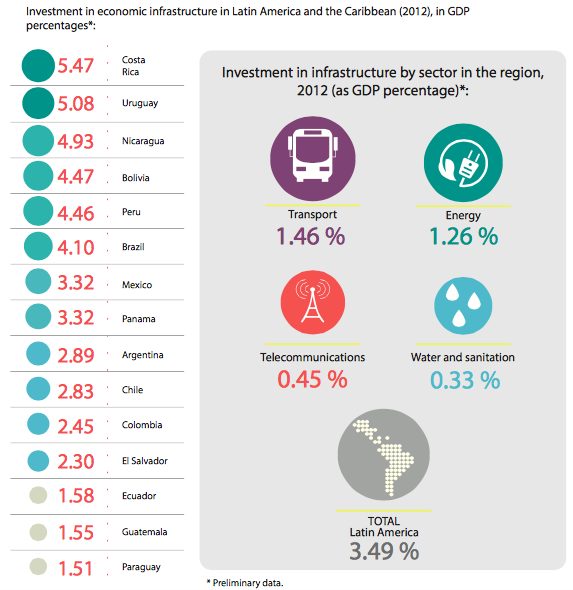 Investment in economic infrastructure in Latin America and the Caribbean (2012), in GDP
percentages*:
5.47 Costa
Rica
5.08 Uruguay
4.93 Nicaragua
4.47 Bolivia
4.46 Peru
4.10 Brazil
3.32 Mexico
3.32 Panama
2.89 Argentina
2.83 Chile
2.45 Colombia
2.30 El Salvador
1.58 Ecuador
1.55 Guatemala
1.51 Paraguay
Investment in infrastructure by sector in the region,
2012 (as GDP percentage)*:
Transport
1.46 %
Energy
1.26 %
Telecommunications
0.45 %
Water and sanitation
0.33 %
TOTAL
Latin America
3.49 %
* Preliminary data.